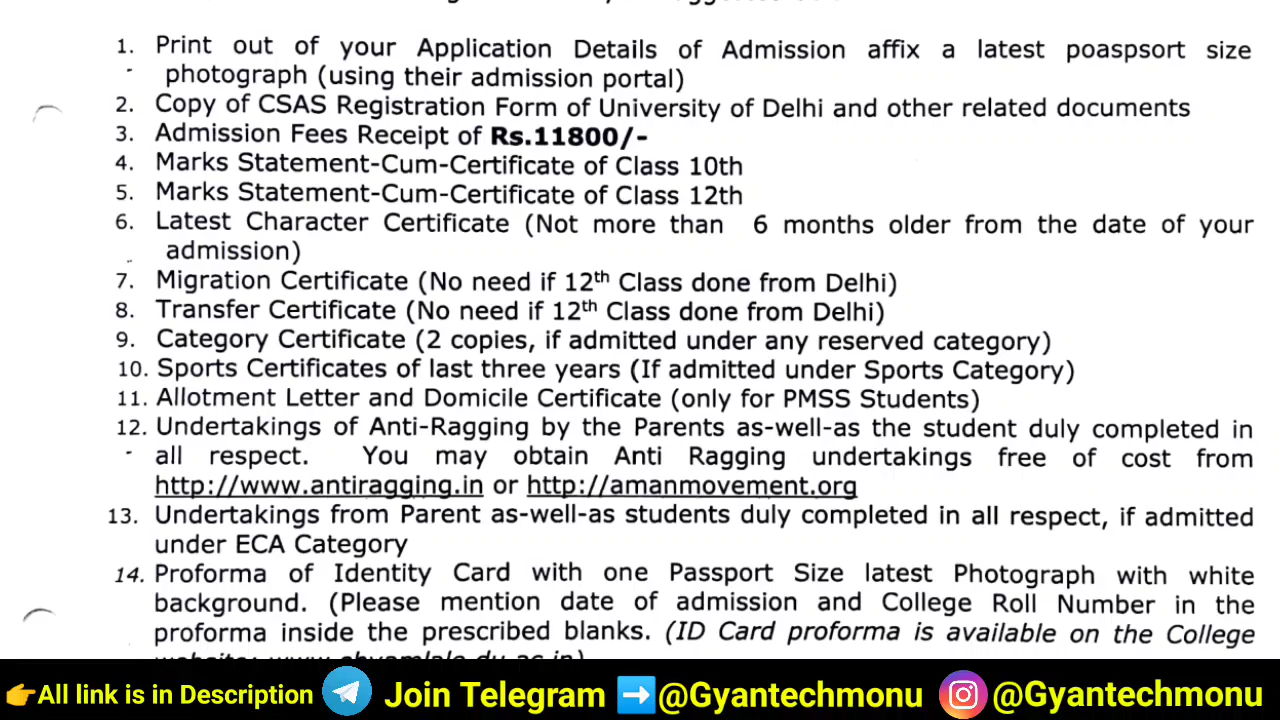 1. Print out of your Application Details of Admission affix a latest poaspsort size
photograph (using their admission portal)
2. Copy of CSAS Registration Form of University of Delhi and other related documents
3. Admission Fees Receipt of Rs.11800/-
4. Marks Statement-Cum-Certificate of Class 10th
5. Marks Statement-Cum-Certificate of Class 12th
6. Latest Character Certificate (Not more than 6 months older from the date of your
admission)
7. Migration Certificate (No need if 12th Class done from Delhi)
8. Transfer Certificate (No need if 12th Class done from Delhi)
9. Category Certificate (2 copies, if admitted under any reserved category)
10. Sports Certificates of last three years (If admitted under Sports Category)
11. Allotment Letter and Domicile Certificate (only for PMSS Students)
12. Undertakings of Anti-Ragging by the Parents as-well-as the student duly completed in
all respect. You may obtain Anti Ragging undertakings free of cost from
http://www.antiragging.in or http://amanmovement.org
13. Undertakings from Parent as-well-as students duly completed in all respect, if admitted
under ECA Category
14. Proforma of Identity Card with one Passport Size latest Photograph with white
background. (Please mention date of admission and College Roll Number in the
proforma inside the prescribed blanks. (ID Card proforma is available on the College
👉All link is in Description Join Telegram ➡️@Gyantechmonu @Gyantechmonu